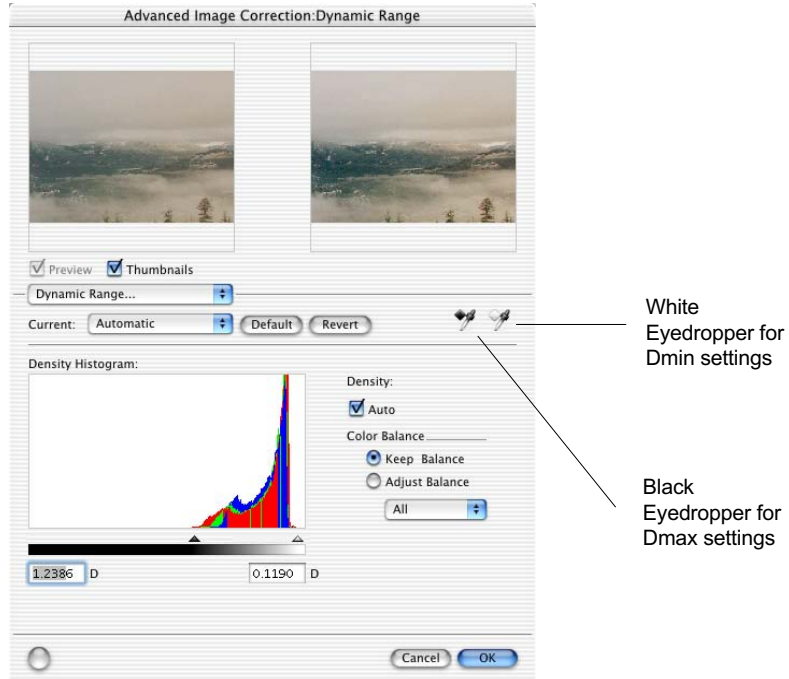 Advanced Image Correction:Dynamic Range
Preview Thumbnails
Dynamic Range...
Current: Automatic Default Revert
White
Eyedropper for
Dmin settings
Density Histogram:
Density:
Auto
Color Balance
Keep Balance
Adjust Balance
All
Black
Eyedropper for
Dmax settings
1.2386 D 0.1190 D
Cancel OK